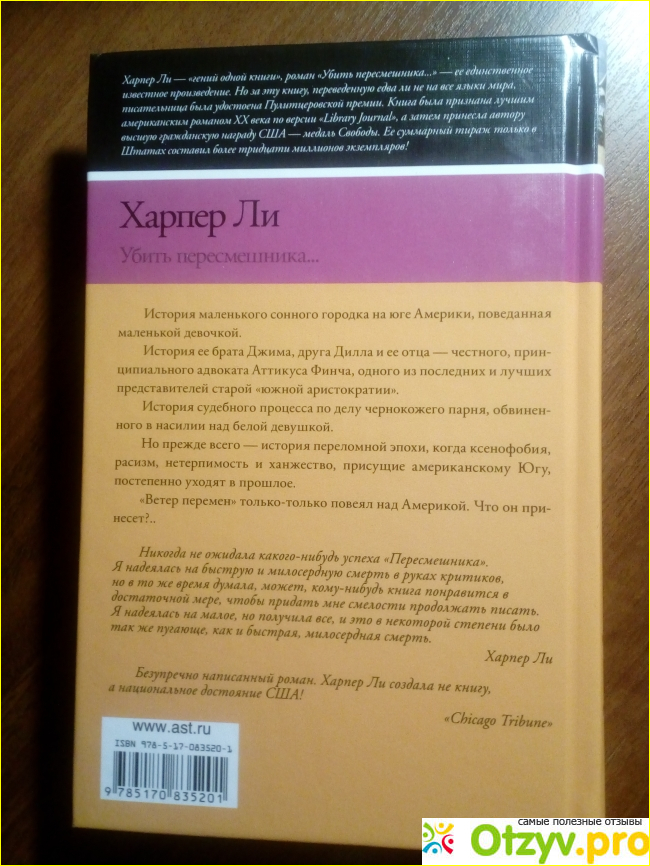 Харпер Ли — «гений одной книги», роман «Убить пересмешника...» — ее единственное
известное произведение. Но за эту книгу, переведенную едва ли не на все языки мира,
писательница была удостоена Пулитцеровской премии. Книга была признана лучшим
американским романом XX века по версии «Library Journal», а затем принесла автору
высшую гражданскую награду США — медаль Свободы. Ее суммарный тираж только в
Штатах составил более тридцати миллионов экземпляров!
Харпер Ли
Убить пересмешника...
История маленького сонного городка на юге Америки, поведанная
маленькой девочкой.
История ее брата Джима, друга Дилла и ее отца — честного, прин-
ципиального адвоката Аттикуса Финча, одного из последних и лучших
представителей старой «южной аристократии».
История судебного процесса по делу чернокожего парня, обвинен-
ного в насилии над белой девушкой.
Но прежде всего — история переломной эпохи, когда ксенофобия,
расизм, нетерпимость и ханжество, присущие американскому Югу,
постепенно уходят в прошлое.
«Ветер перемен» только-только повеял над Америкой. Что он при-
несет?..
Никогда не ожидала какого-нибудь успеха «Пересмешника».
Я надеялась на быструю и милосердную смерть в руках критиков,
но в то же время думала, может, кому-нибудь книга понравится в
достаточной мере, чтобы придать мне смелости продолжать писать.
Я надеялась на малое, но получила все, и это в некоторой степени было
так же пугающе, как и быстрая, милосердная смерть.
Харпер Ли
Безупречно написанный роман. Харпер Ли создала не книгу,
а национальное достояние США!
«Chicago Tribune»
www.ast.ru
ISBN 978-5-17-083520-1
9 785170 835201
самые полезные отзывы
Otzyv.pro